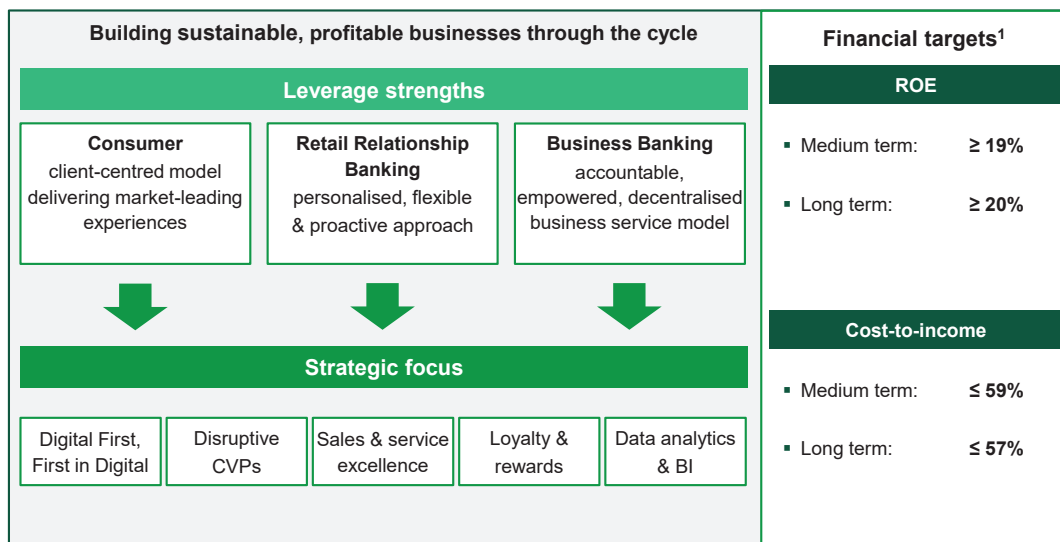 Building sustainable, profitable businesses through the cycle
Leverage strengths
Consumer
client-centred model
delivering market-leading
experiences
Retail Relationship
Banking
personalised, flexible
& proactive approach
Business Banking
accountable,
empowered, decentralised
business service model
Strategic focus
Digital First,
First in Digital
Disruptive
CVPs
Sales & service
excellence
Loyalty &
rewards
Data analytics
& BI
Financial targets¹
ROE
▪ Medium term: ≥ 19%
▪ Long term: ≥ 20%
Cost-to-income
▪ Medium term: ≤ 59%
▪ Long term: ≤ 57%